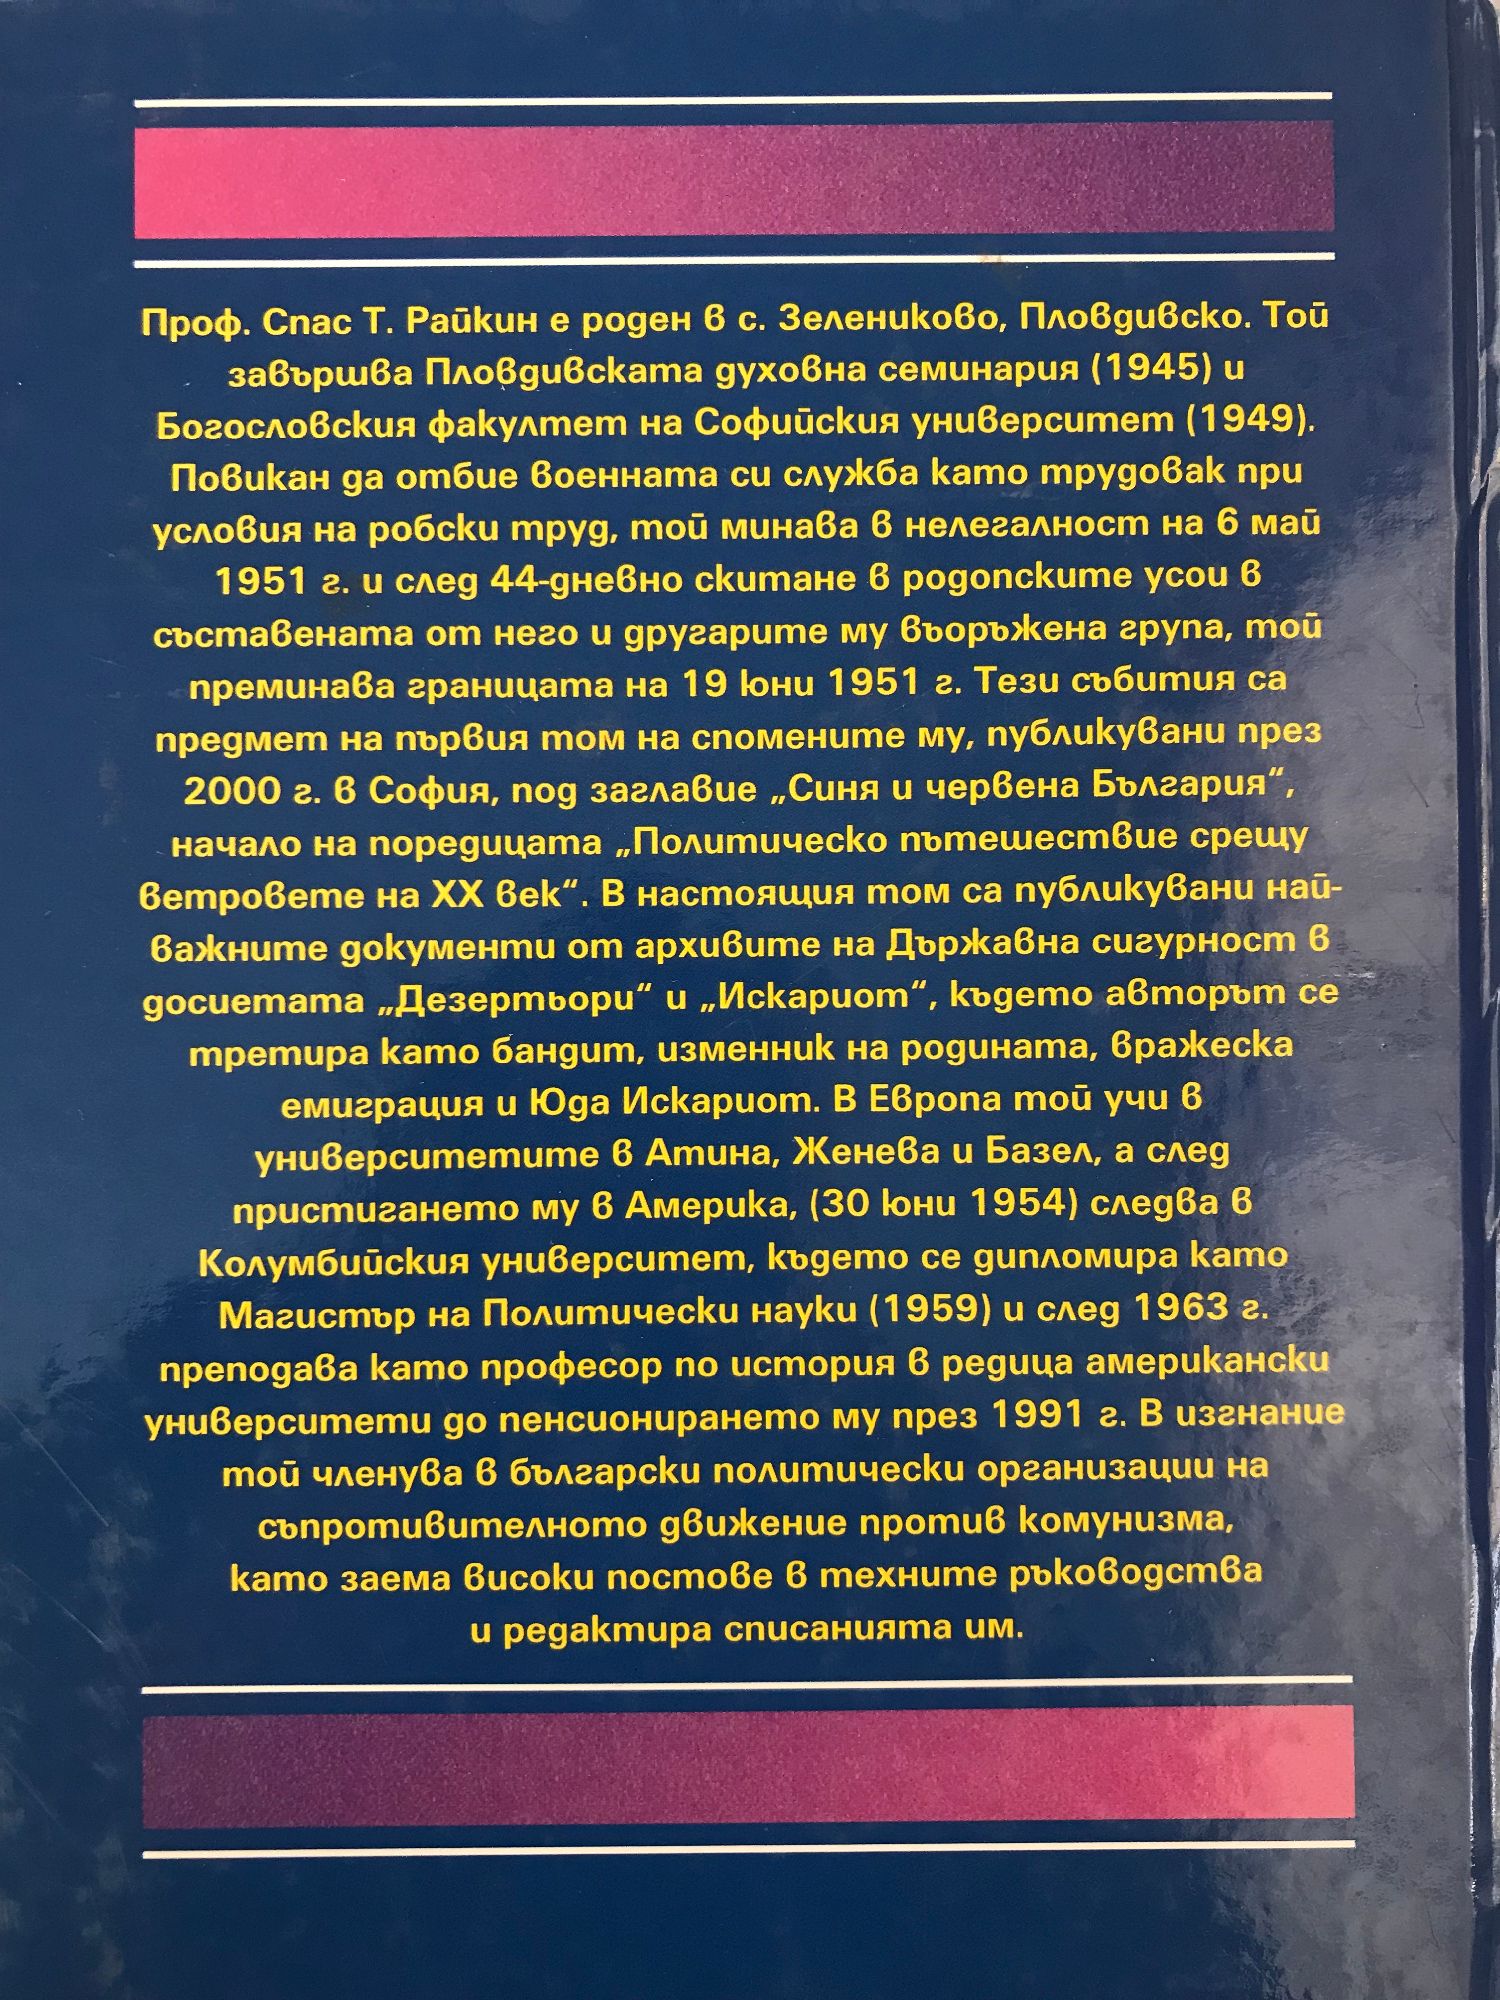 Проф. Спас Т. Райкин е роден в с. Зелениково, Пловдивско. Той
завършва Пловдивската духовна семинария (1945) и
Богословския факултет на Софийския университет (1949).
Повикан да отбие военната си служба като трудовак при
условия на робски труд, той минава в нелегалност на 6 май
1951 г. и след 44-дневно скитане в родопските усои в
съставената от него и другарите му въоръжена група, той
преминава границата на 19 юни 1951 г. Тези събития са
предмет на първия том на спомените му, публикувани през
2000 г. в София, под заглавие „Синя и червена България“,
начало на поредицата „Политическо пътешествие срещу
ветровете на XX век“. В настоящия том са публикувани най-
важните документи от архивите на Държавна сигурност в
досиетата „Дезертьори“ и „Искариот“, където авторът се
третира като бандит, изменник на родината, вражеска
емиграция и Юда Искариот. В Европа той учи в
университетите в Атина, Женева и Базел, а след
пристигането му в Америка, (30 юни 1954) следва в
Колумбийския университет, където се дипломира като
Магистър на Политически науки (1959) и след 1963 г.
преподава като професор по история в редица американски
университети до пенсионирането му през 1991 г. В изгнание
той членува в български политически организации на
съпротивителното движение против комунизма,
като заема високи постове в техните ръководства
и редактира списанията им.